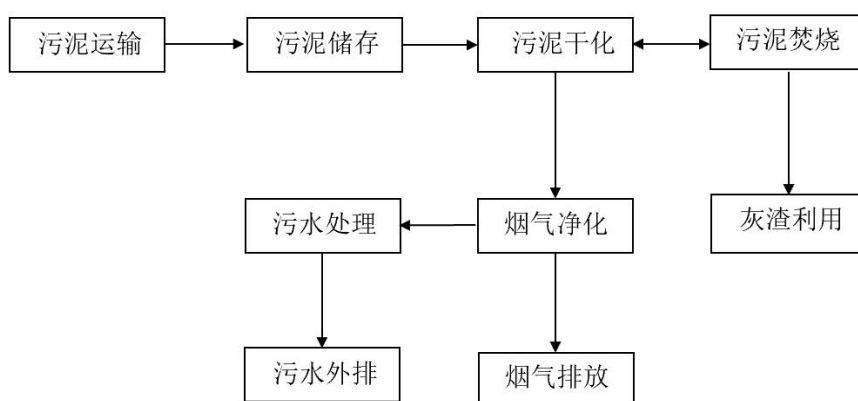 污泥运输
污泥储存
污泥干化
污泥焚烧
污水处理
烟气净化
灰渣利用
污水外排
烟气排放